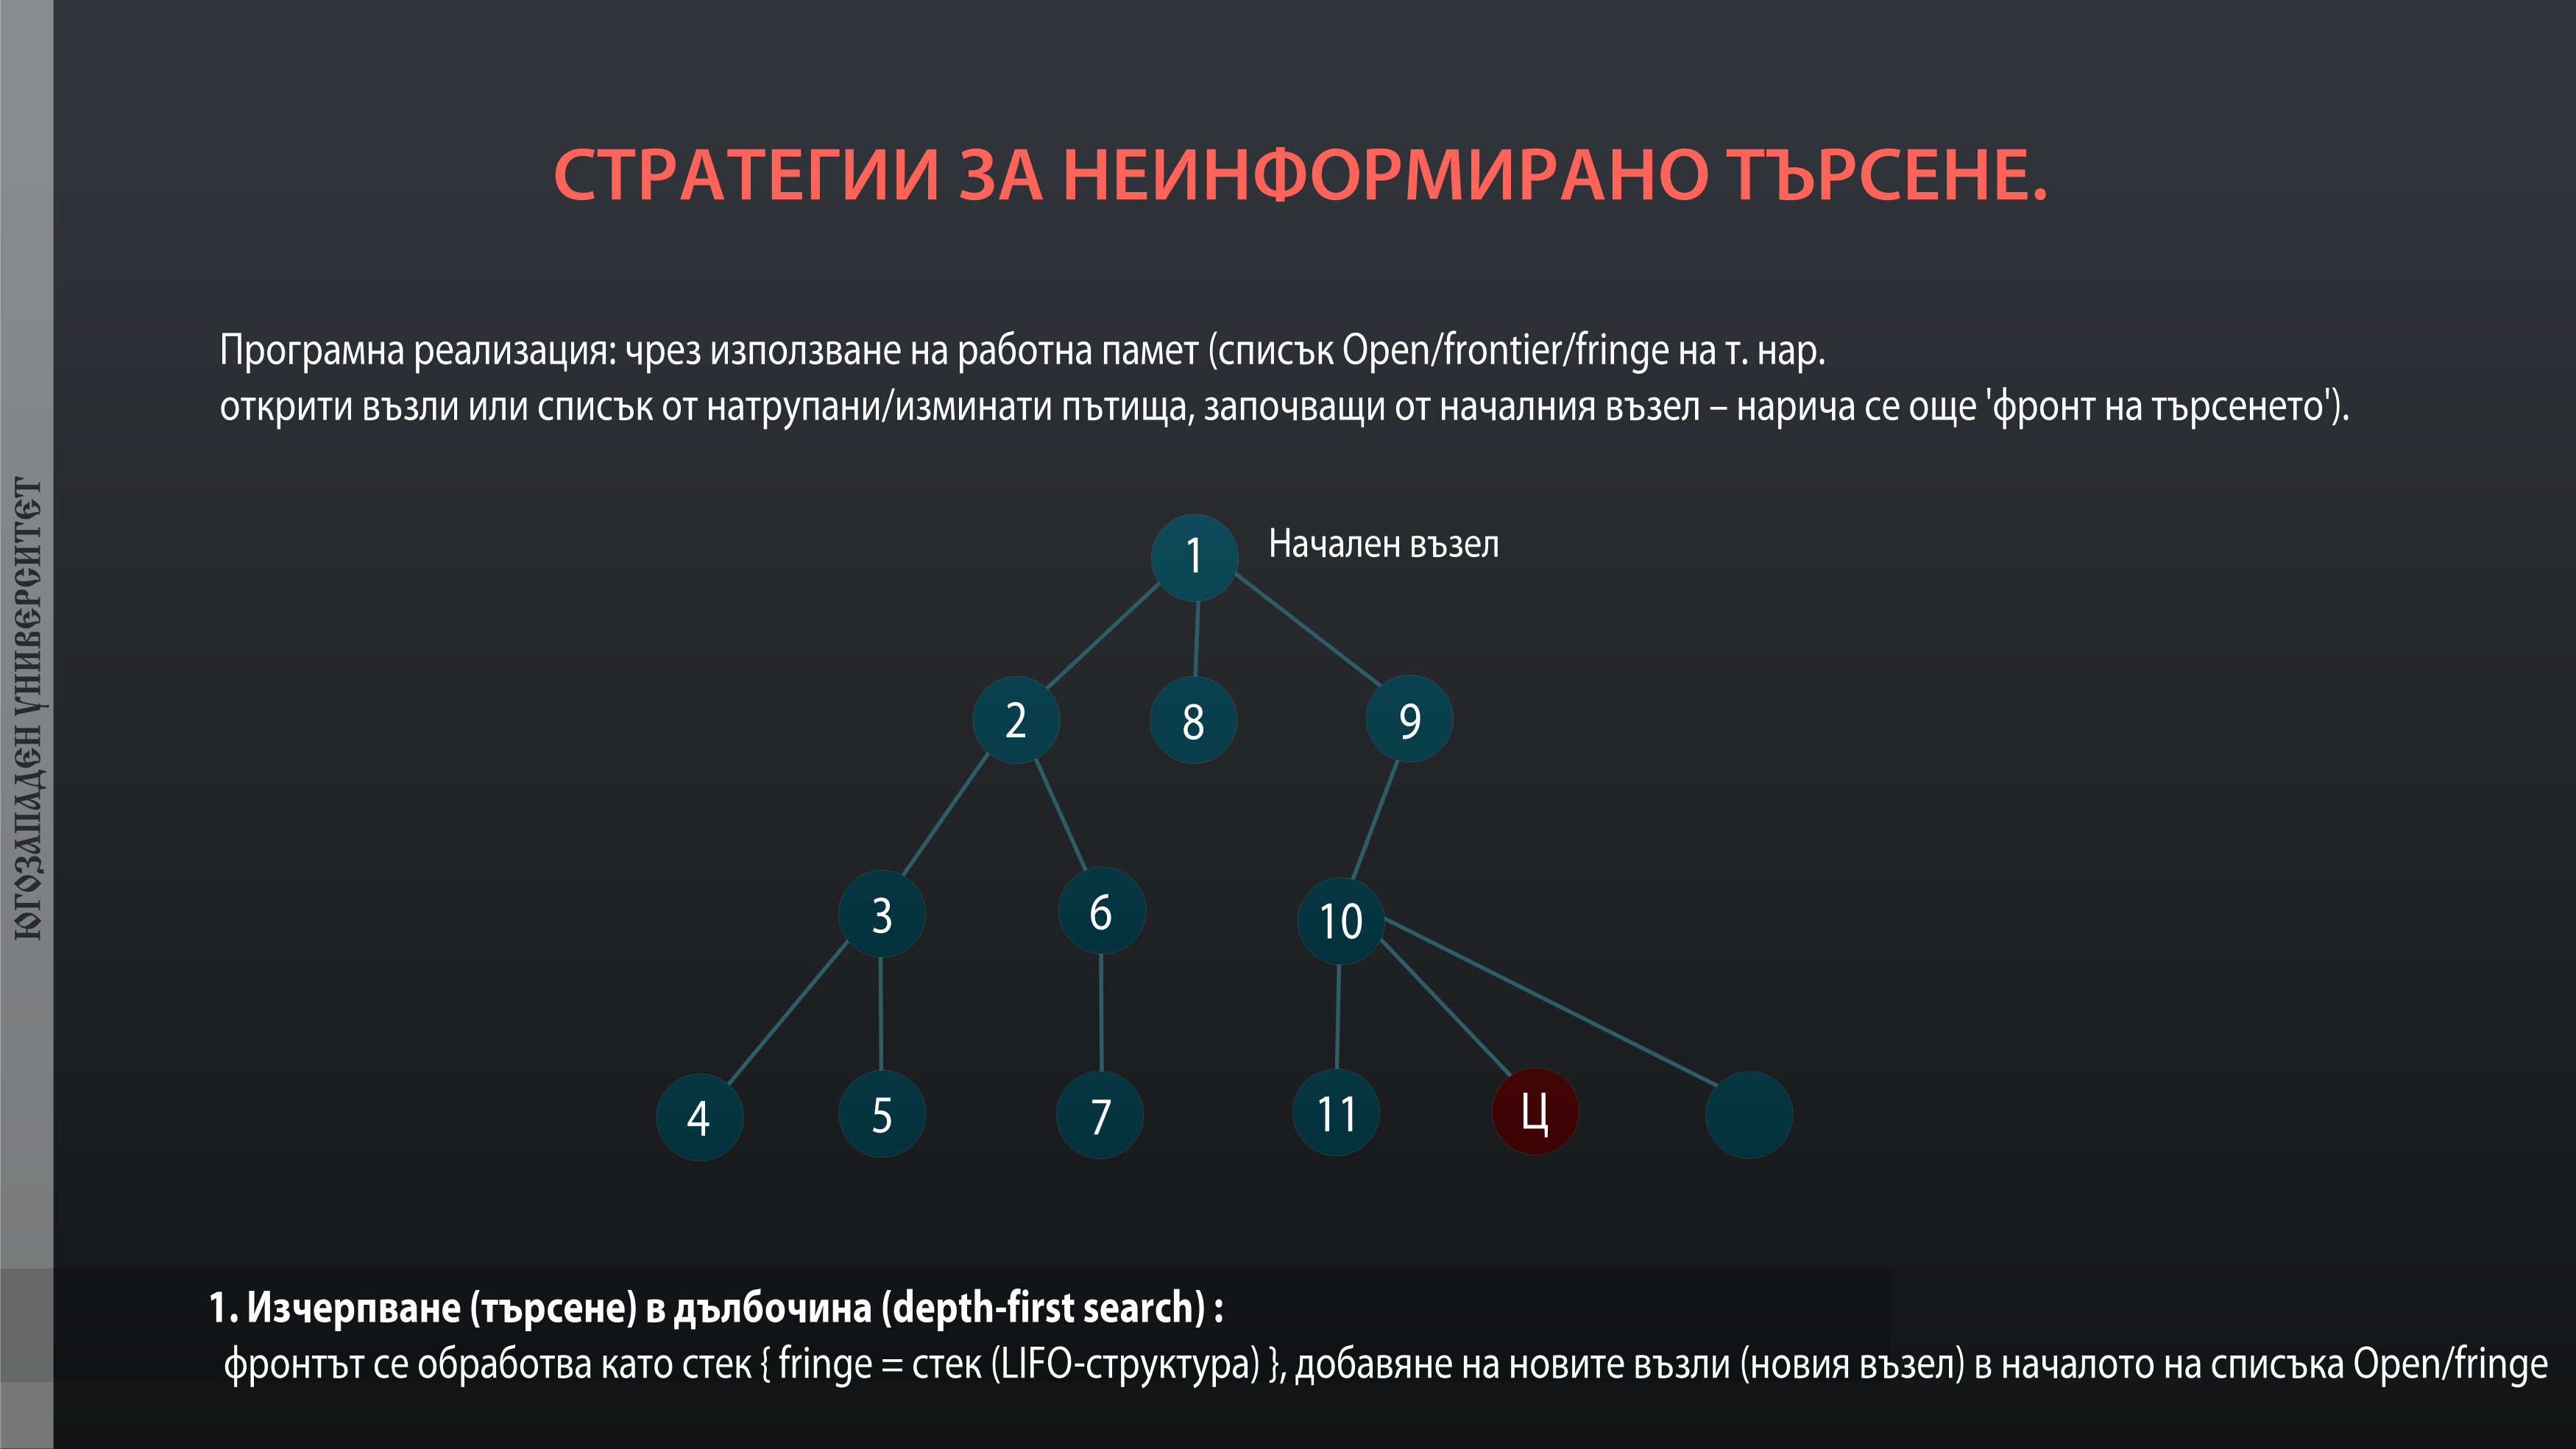 СТРАТЕГИИ ЗА НЕИНФОРМИРАНО ТЪРСЕНЕ.
Програмна реализация: чрез използване на работна памет (списък Open/frontier/fringe на т. нар.
открити възли или списък от натрупани/изминати пътища, започващи от началния възел – нарича се още 'фронт на търсенето').
ЮГОЗАПАДЕН УНИВЕРСИТЕТ
1 Начален възел
2 8 9
3 6 10
4 5 7 11 Ц
1. Изчерпване (търсене) в дълбочина (depth-first search) :
фронтът се обработва като стек { fringe = стек (LIFO-структура) }, добавяне на новите възли (новия възел) в началото на списъка Open/fringe